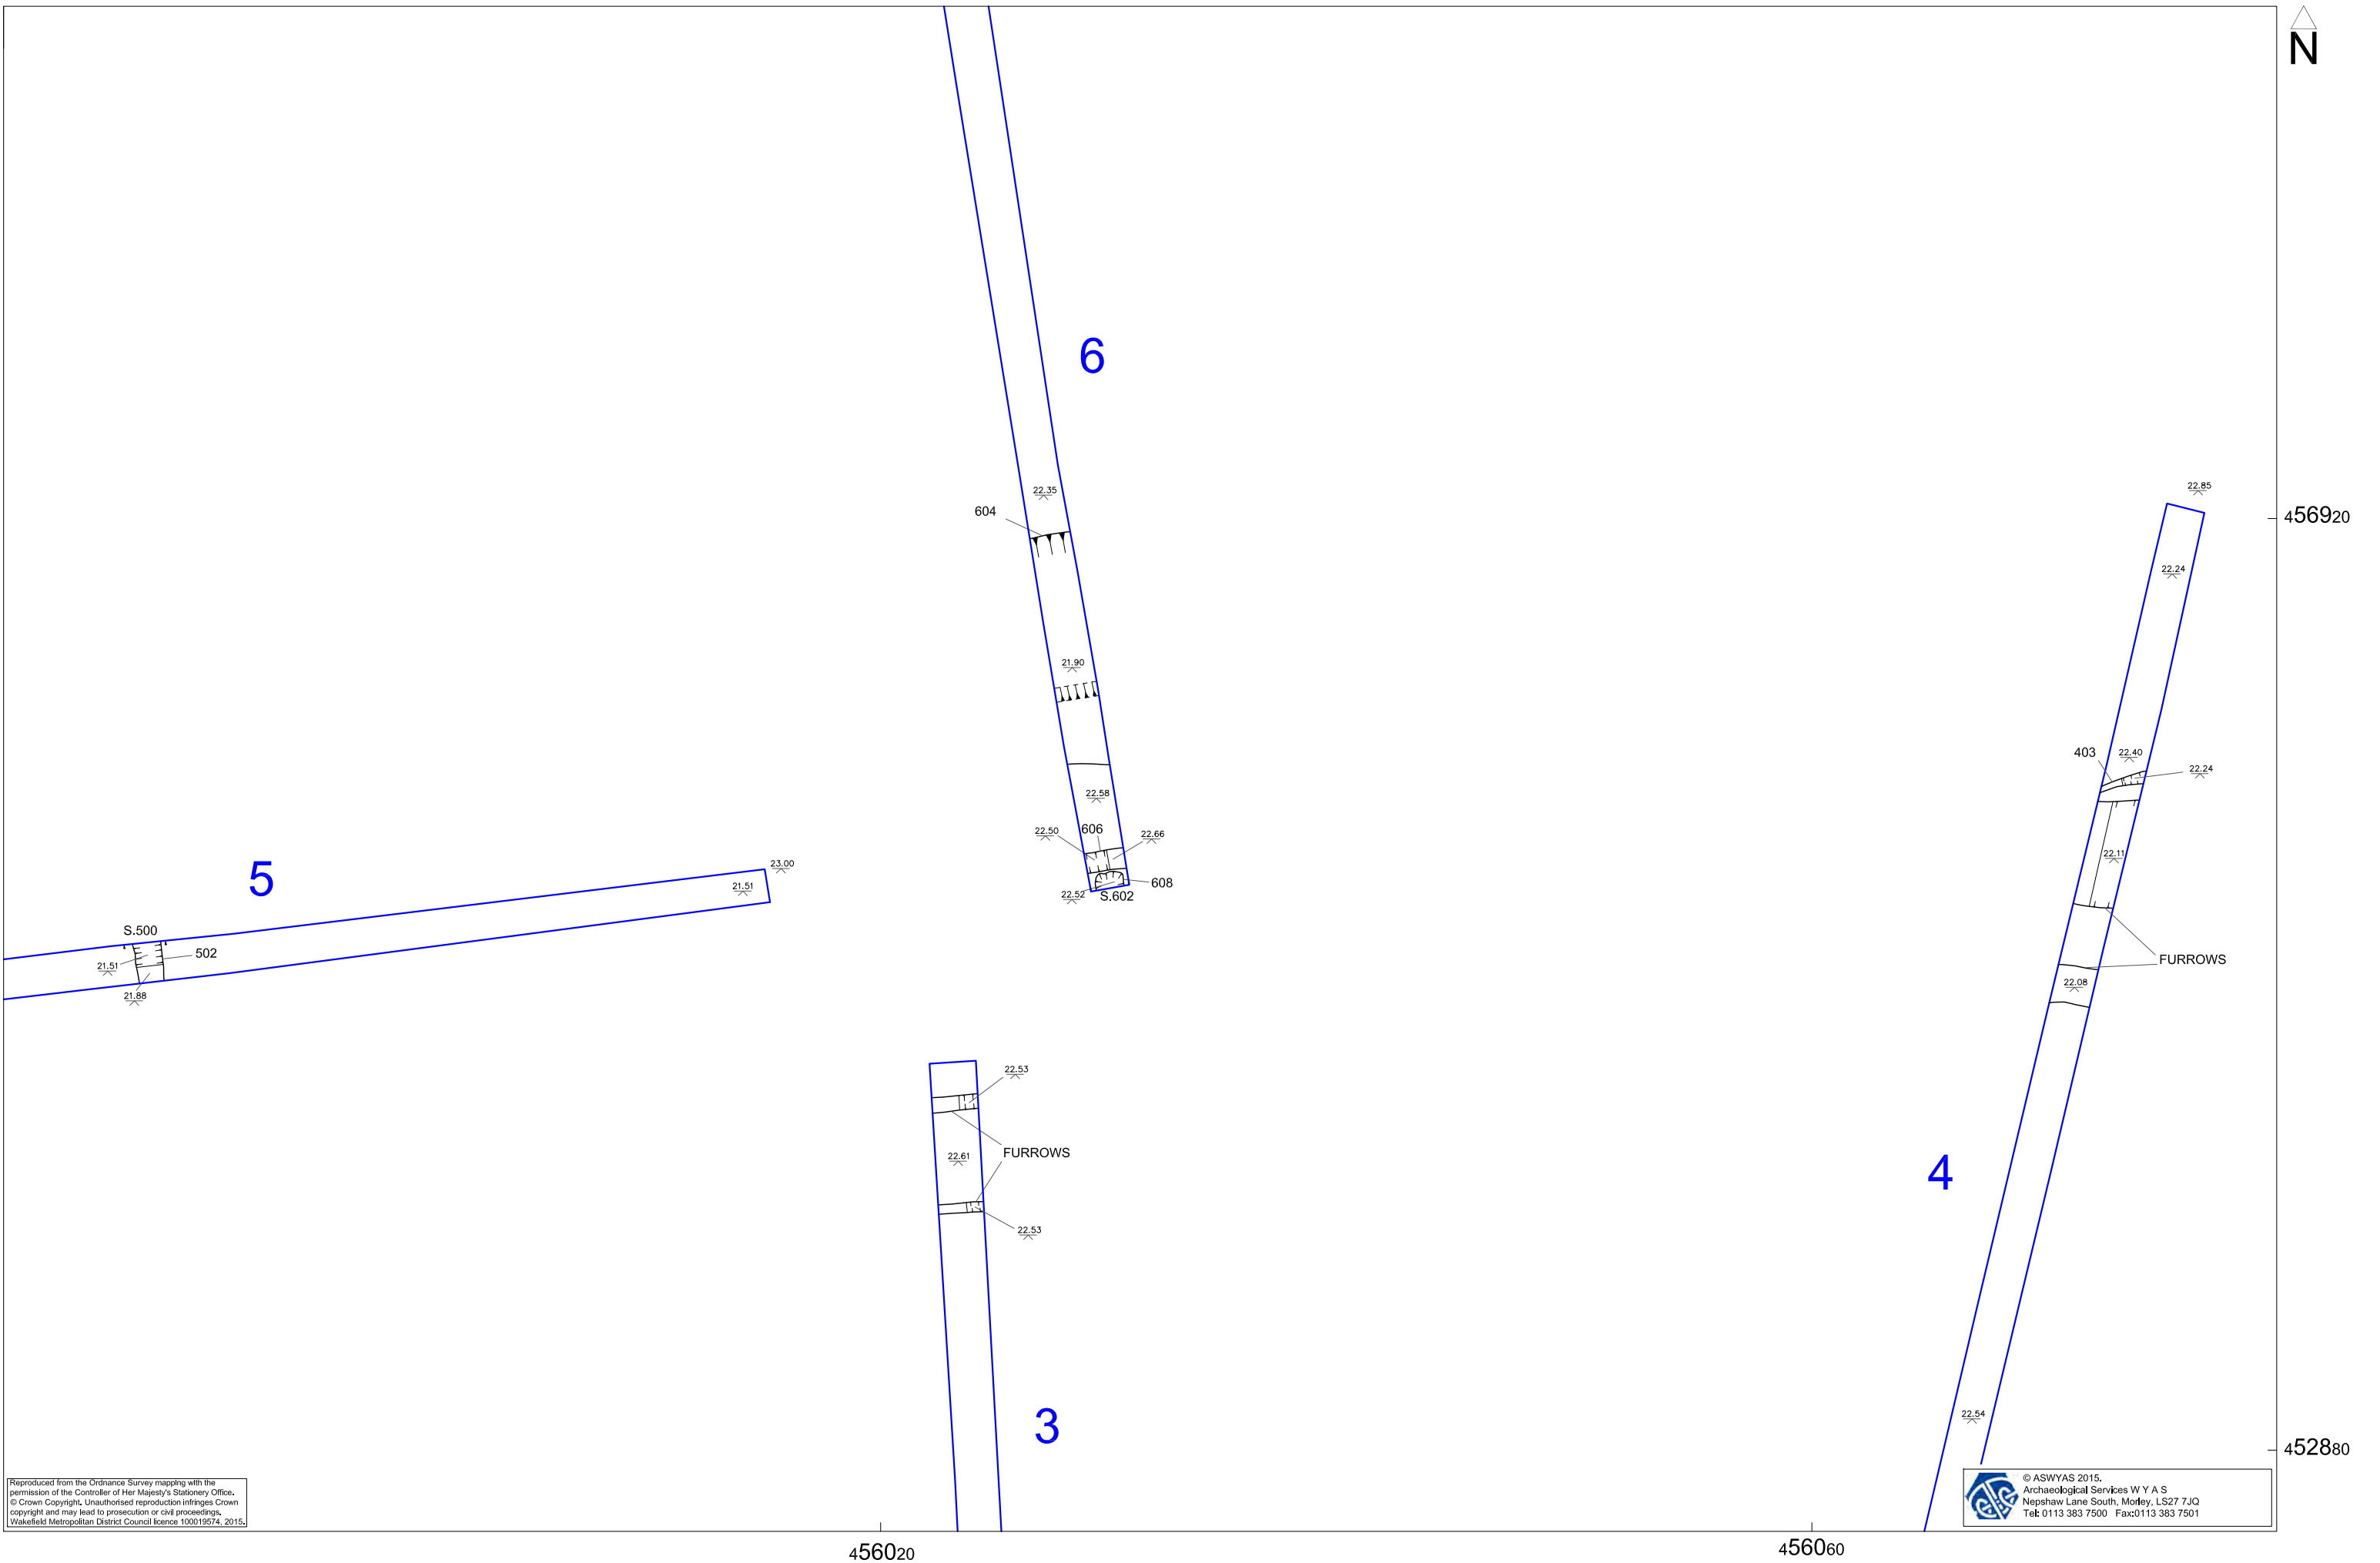 N
6
22.35
604
22.85
45692０
22.24
21.90
403
22.40
22.24
22.58
22.50
606
22.66
22.11
5
23.00
21.51
608
22.52
S.602
S.500
502
21.51
21.88
FURROWS
22.08
22.53
FURROWS
22.61
22.53
4
3
22.54
452880
Reproduced from the Ordnance Survey mapping with the
permission of the Controller of Her Majesty's Stationery Office.
© Crown Copyright. Unauthorised reproduction infringes Crown
copyright and may lead to prosecution or civil proceedings.
Wakefield Metropolitan District Council licence 100019574, 2015.
© ASWYAS 2015.
Archaeological Services W Y A S
Nepshaw Lane South, Morley, LS27 7JQ
Tel: 0113 383 7500 Fax:0113 383 7501
456020
456060